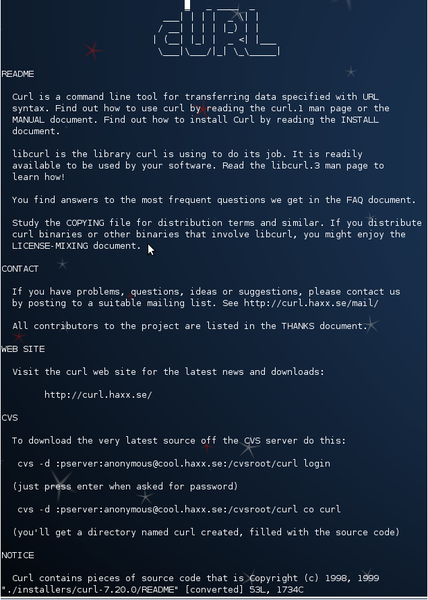 CURL
README
Curl is a command line tool for transferring data specified with URL
syntax. Find out how to use curl by reading the curl.1 man page or the
MANUAL document. Find out how to install Curl by reading the INSTALL
document.
libcurl is the library curl is using to do its job. It is readily
available to be used by your software. Read the libcurl.3 man page to
learn how!
You find answers to the most frequent questions we get in the FAQ document.
Study the COPYING file for distribution terms and similar. If you distribute
curl binaries or other binaries that involve libcurl, you might enjoy the
LICENSE-MIXING document.
CONTACT
If you have problems, questions, ideas or suggestions, please contact us
by posting to a suitable mailing list. See http://curl.haxx.se/mail/
All contributors to the project are listed in the THANKS document.
WEB SITE
Visit the curl web site for the latest news and downloads:
http://curl.haxx.se/
CVS
To download the very latest source off the CVS server do this:
cvs -d :pserver:anonymous@cool.haxx.se:/cvsroot/curl login
(just press enter when asked for password)
cvs -d :pserver:anonymous@cool.haxx.se:/cvsroot/curl co curl
(you'll get a directory named curl created, filled with the source code)
NOTICE
Curl contains pieces of source code that is Copyright (c) 1998, 1999
"./installers/curl-7.20.0/README" [converted] 53L, 1734C